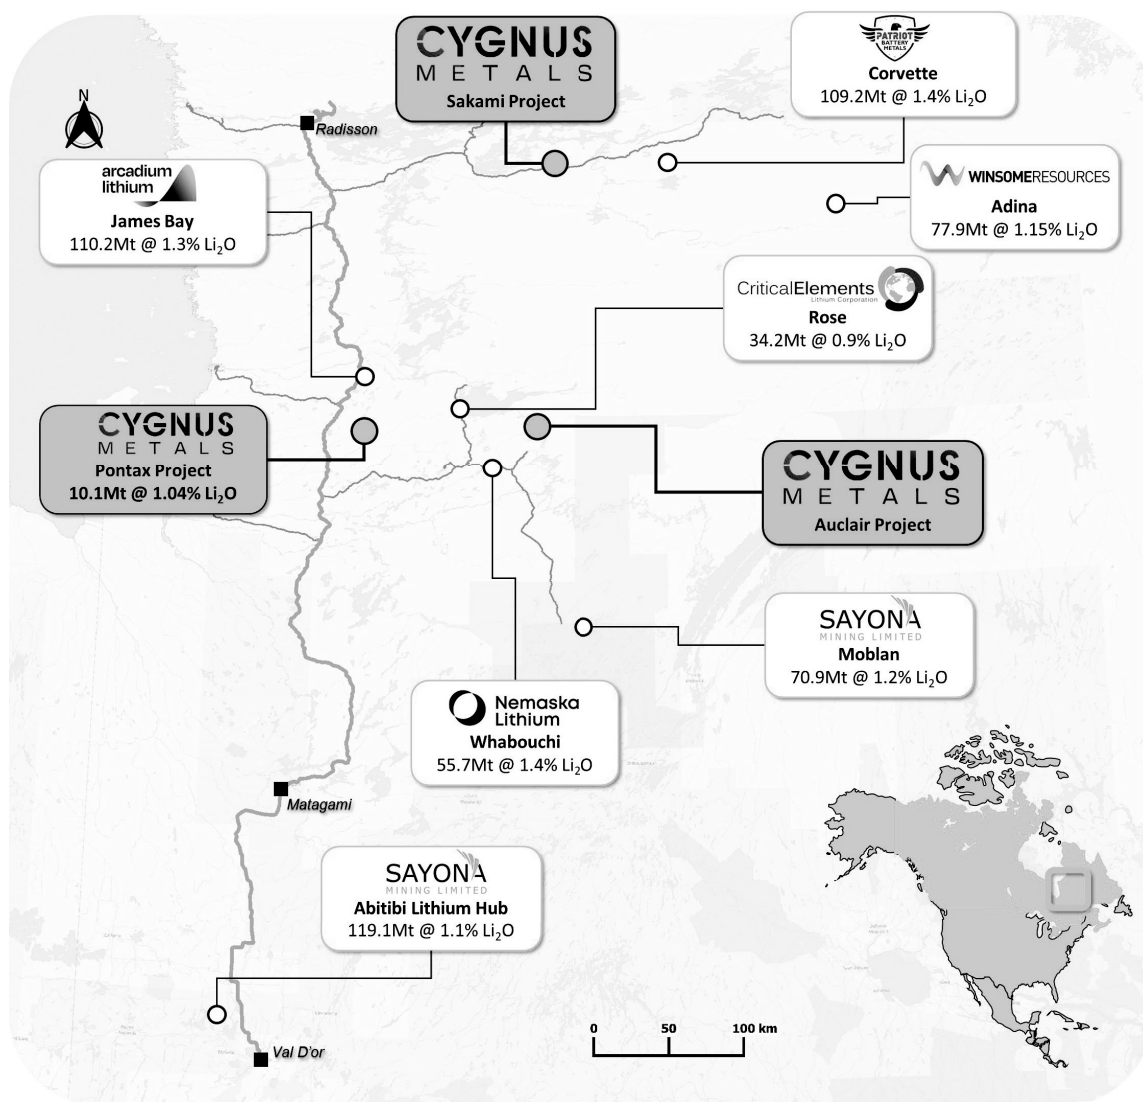 CYGNUS
METALS
Sakami Project
PATRIOT
BATTERY
METALS
Corvette
109.2Mt @ 1.4% Li₂O
N
Radisson
arcadium
lithium
James Bay
110.2Mt @ 1.3% Li₂O
WINSOMERESOURCES
Adina
77.9Mt @ 1.15% Li₂O
CriticalElements
Lithium Corporation
Rose
34.2Mt @ 0.9% Li₂O
CYGNUS
METALS
Pontax Project
10.1Mt @ 1.04% Li₂O
CYGNUS
METALS
Auclair Project
SAYONA
MINING LIMITED
Moblan
70.9Mt @ 1.2% Li₂O
Nemaska
Lithium
Whabouchi
55.7Mt @ 1.4% Li₂O
Matagami
SAYONA
MINING LIMITED
Abitibi Lithium Hub
119.1Mt @ 1.1% Li₂O
0 50 100 km
Val D'or